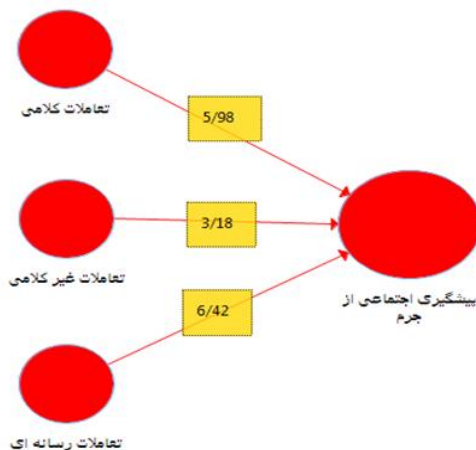 تعاملات کلامی
5/98
3/18
تعاملات غیر کلامی
پیشگیری اجتماعی از
جرم
6/42
تعاملات رسانه ای